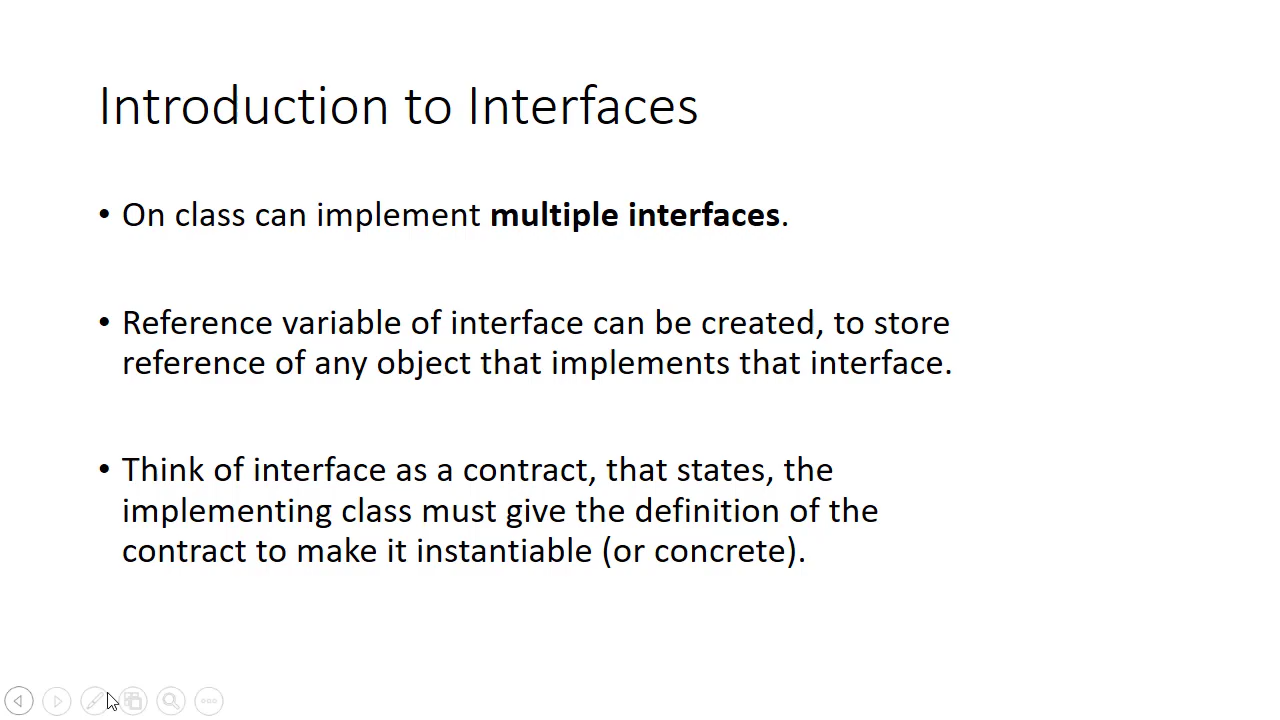 Introduction to Interfaces
• On class can implement multiple interfaces.
• Reference variable of interface can be created, to store
reference of any object that implements that interface.
• Think of interface as a contract, that states, the
implementing class must give the definition of the
contract to make it instantiable (or concrete).